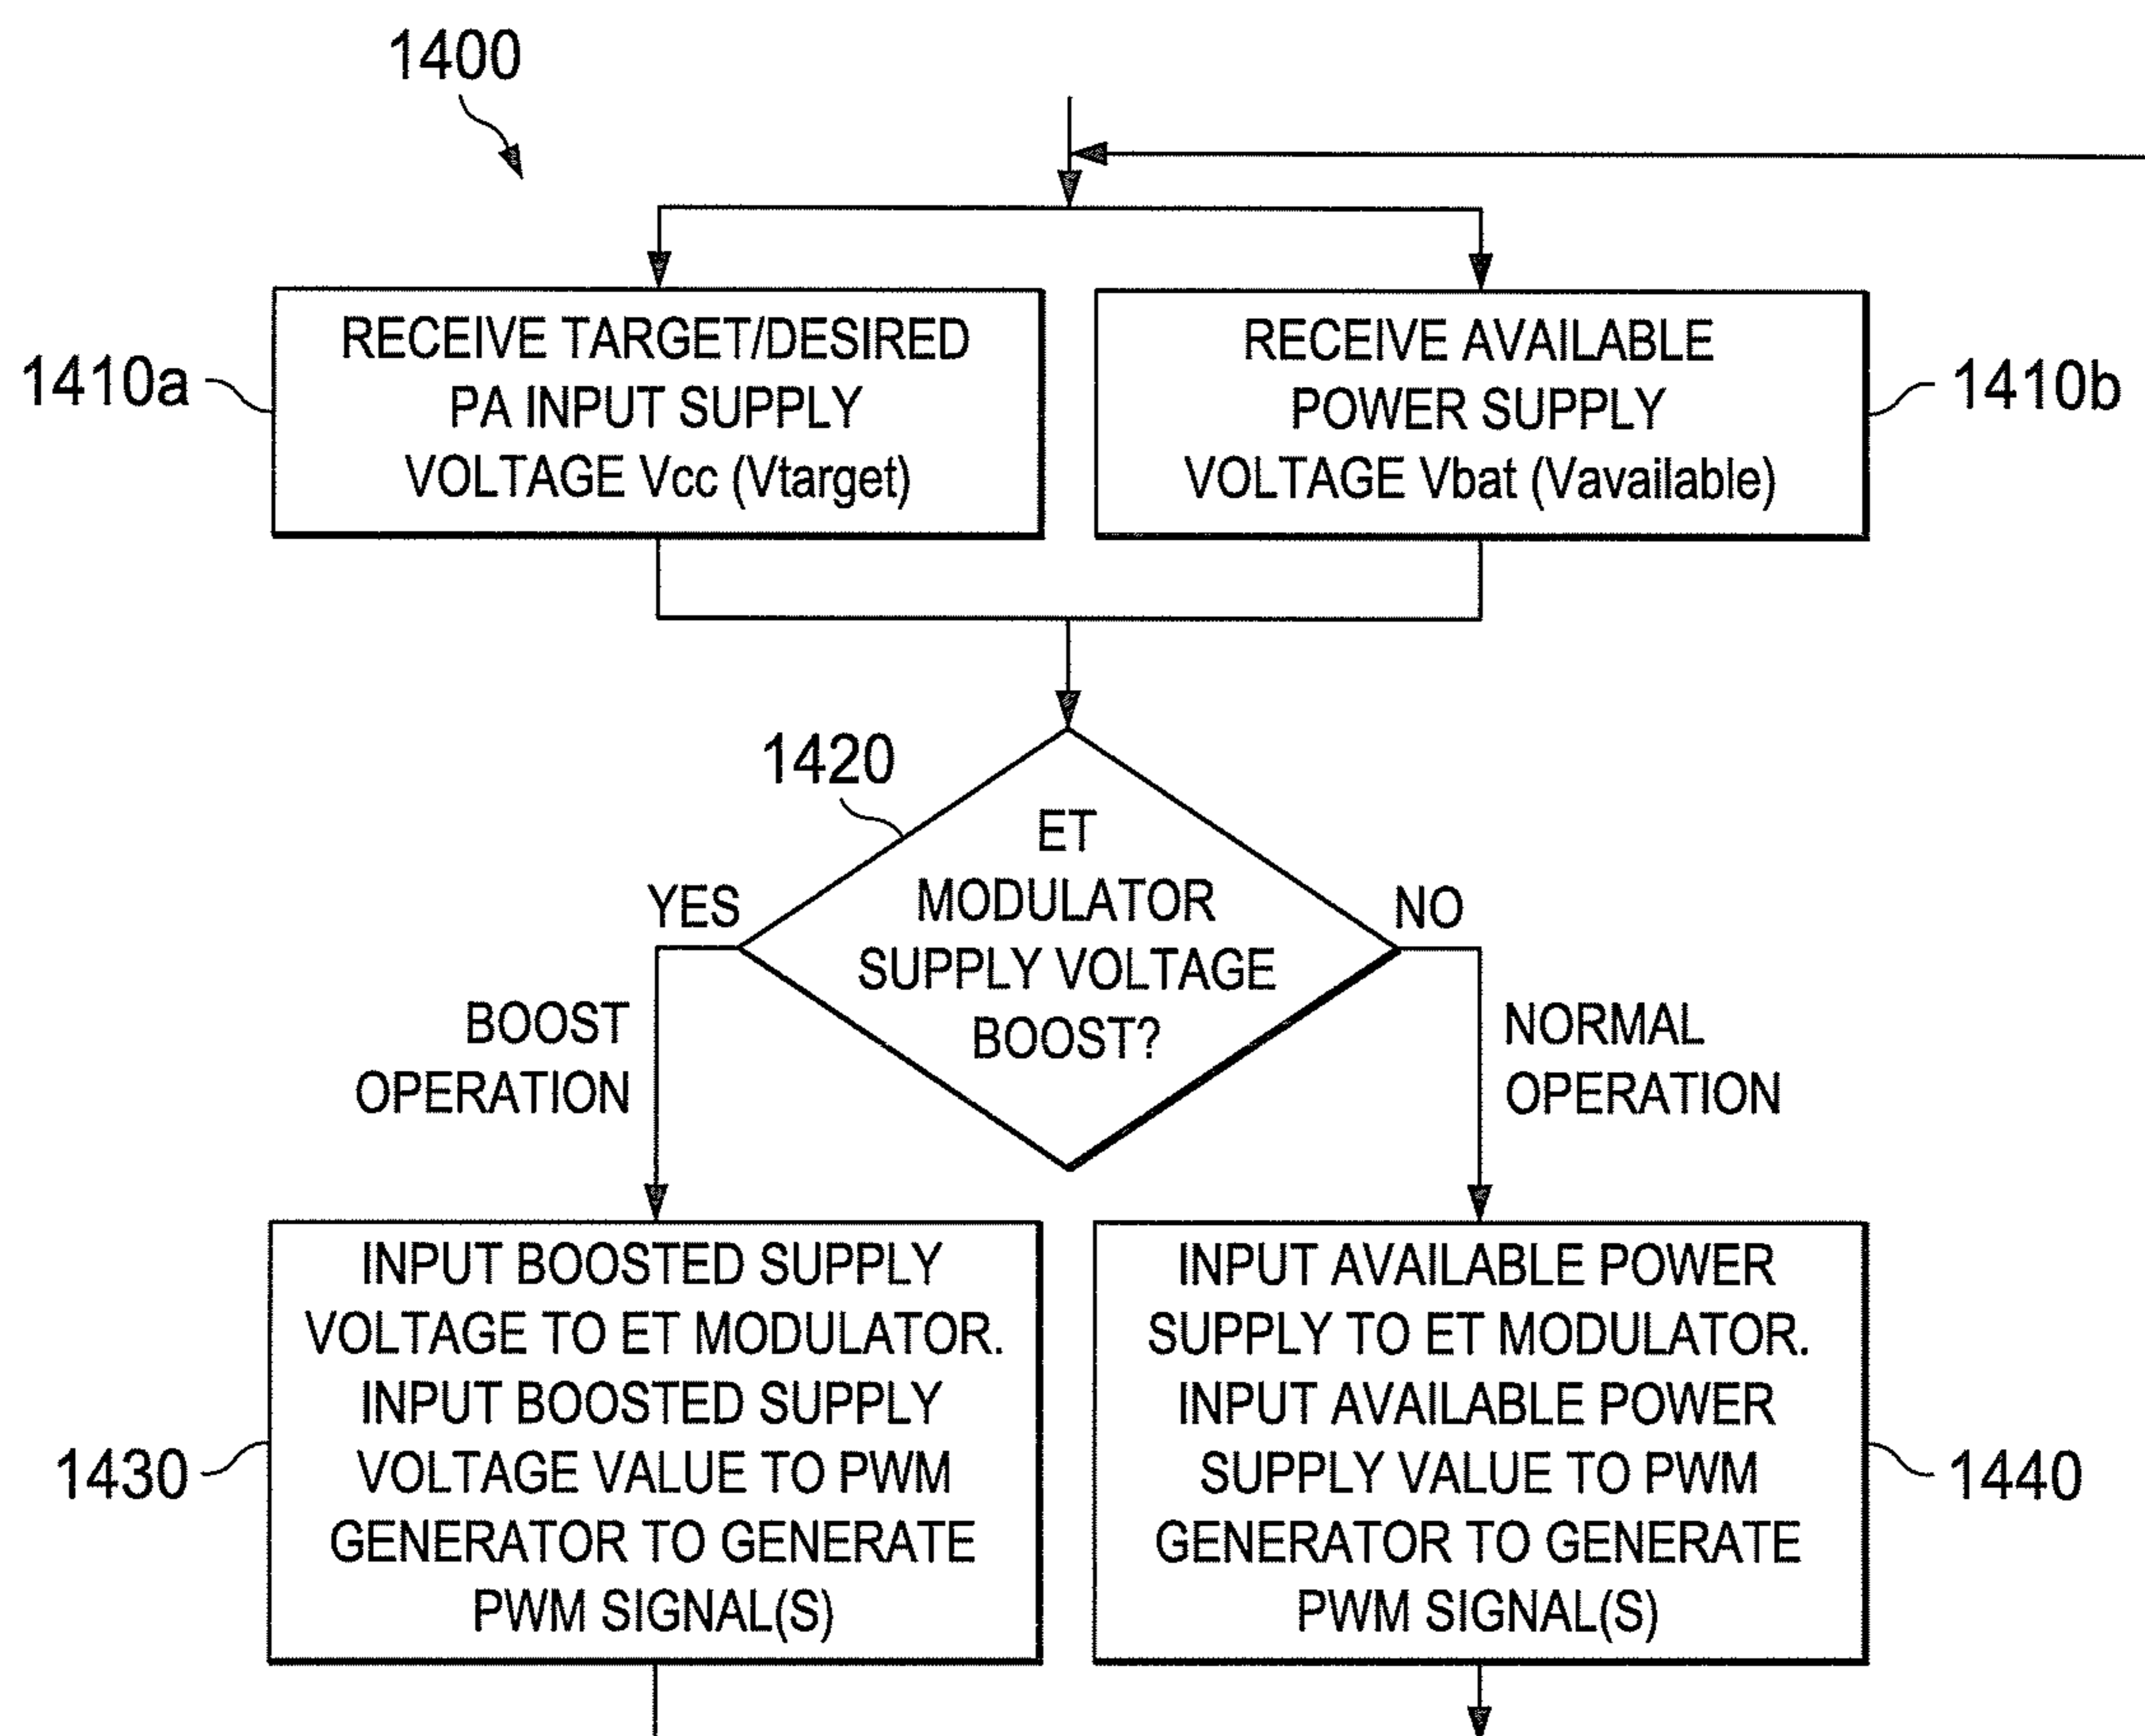 1400
RECEIVE TARGET/DESIRED
PA INPUT SUPPLY
VOLTAGE Vcc (Vtarget)
1410a
RECEIVE AVAILABLE
POWER SUPPLY
VOLTAGE Vbat (Vavailable)
1410b
1420
ET
MODULATOR
SUPPLY VOLTAGE
BOOST?
YES
NO
BOOST
OPERATION
NORMAL
OPERATION
INPUT BOOSTED SUPPLY
VOLTAGE TO ET MODULATOR.
INPUT BOOSTED SUPPLY
VOLTAGE VALUE TO PWM
GENERATOR TO GENERATE
PWM SIGNAL(S)
1430
INPUT AVAILABLE POWER
SUPPLY TO ET MODULATOR.
INPUT AVAILABLE POWER
SUPPLY VALUE TO PWM
GENERATOR TO GENERATE
PWM SIGNAL(S)
1440